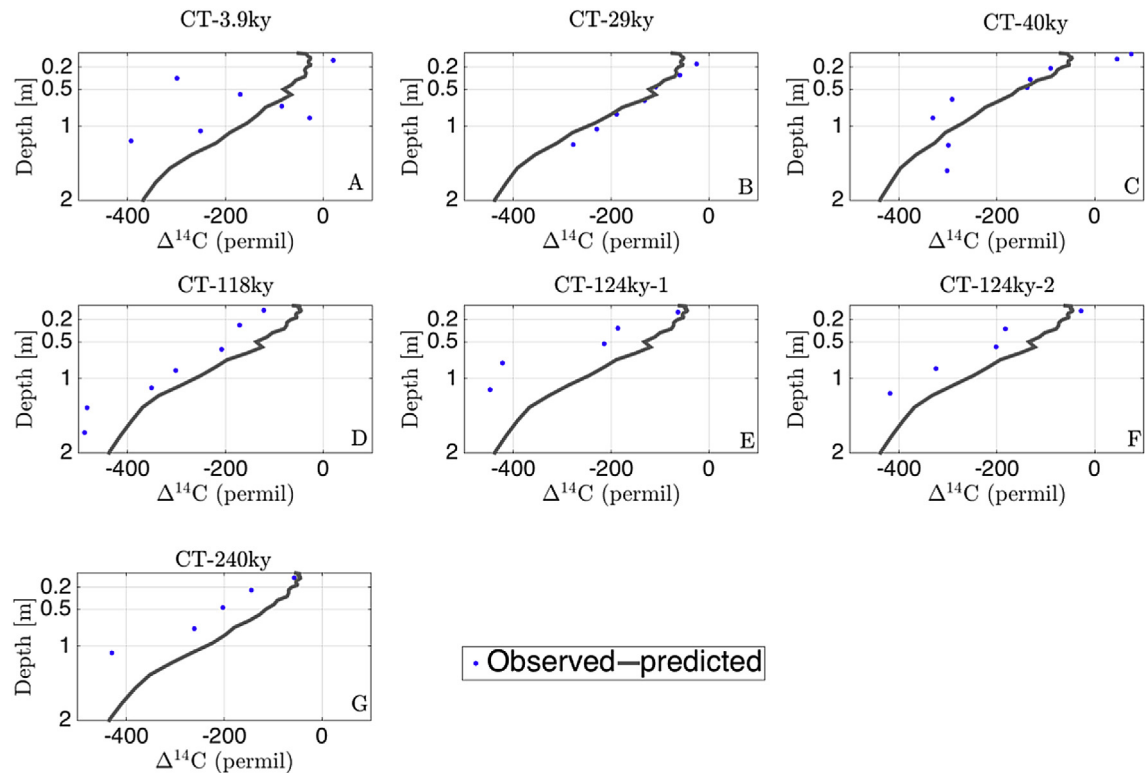 CT-3.9ky
CT-29ky
CT-40ky
Depth [m]
0.2
0.5
1
2
A
-400
-200
0
Δ¹⁴C (permil)
Depth [m]
0.2
0.5
1
2
B
-400
-200
0
Δ¹⁴C (permil)
Depth [m]
0.2
0.5
1
2
C
-400
-200
0
Δ¹⁴C (permil)
CT-118ky
CT-124ky-1
CT-124ky-2
Depth [m]
0.2
0.5
1
2
D
-400
-200
0
Δ¹⁴C (permil)
Depth [m]
0.2
0.5
1
2
E
-400
-200
0
Δ¹⁴C (permil)
Depth [m]
0.2
0.5
1
2
F
-400
-200
0
Δ¹⁴C (permil)
CT-240ky
Depth [m]
0.2
0.5
1
2
G
-400
-200
0
Δ¹⁴C (permil)
Observed
predicted